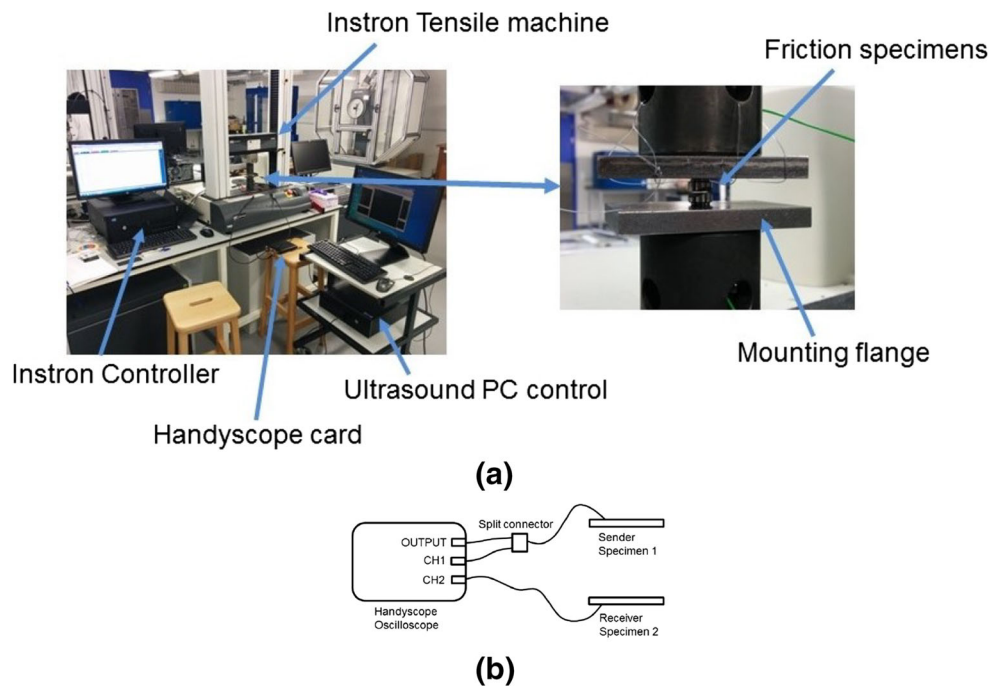 Instron Tensile machine
Friction specimens
Instron Controller
Ultrasound PC control
Handyscope card
Mounting flange
(a)
Split connector
OUTPUT
CH1
CH2
Sender
Specimen 1
Handyscope
Oscilloscope
Receiver
Specimen 2
(b)